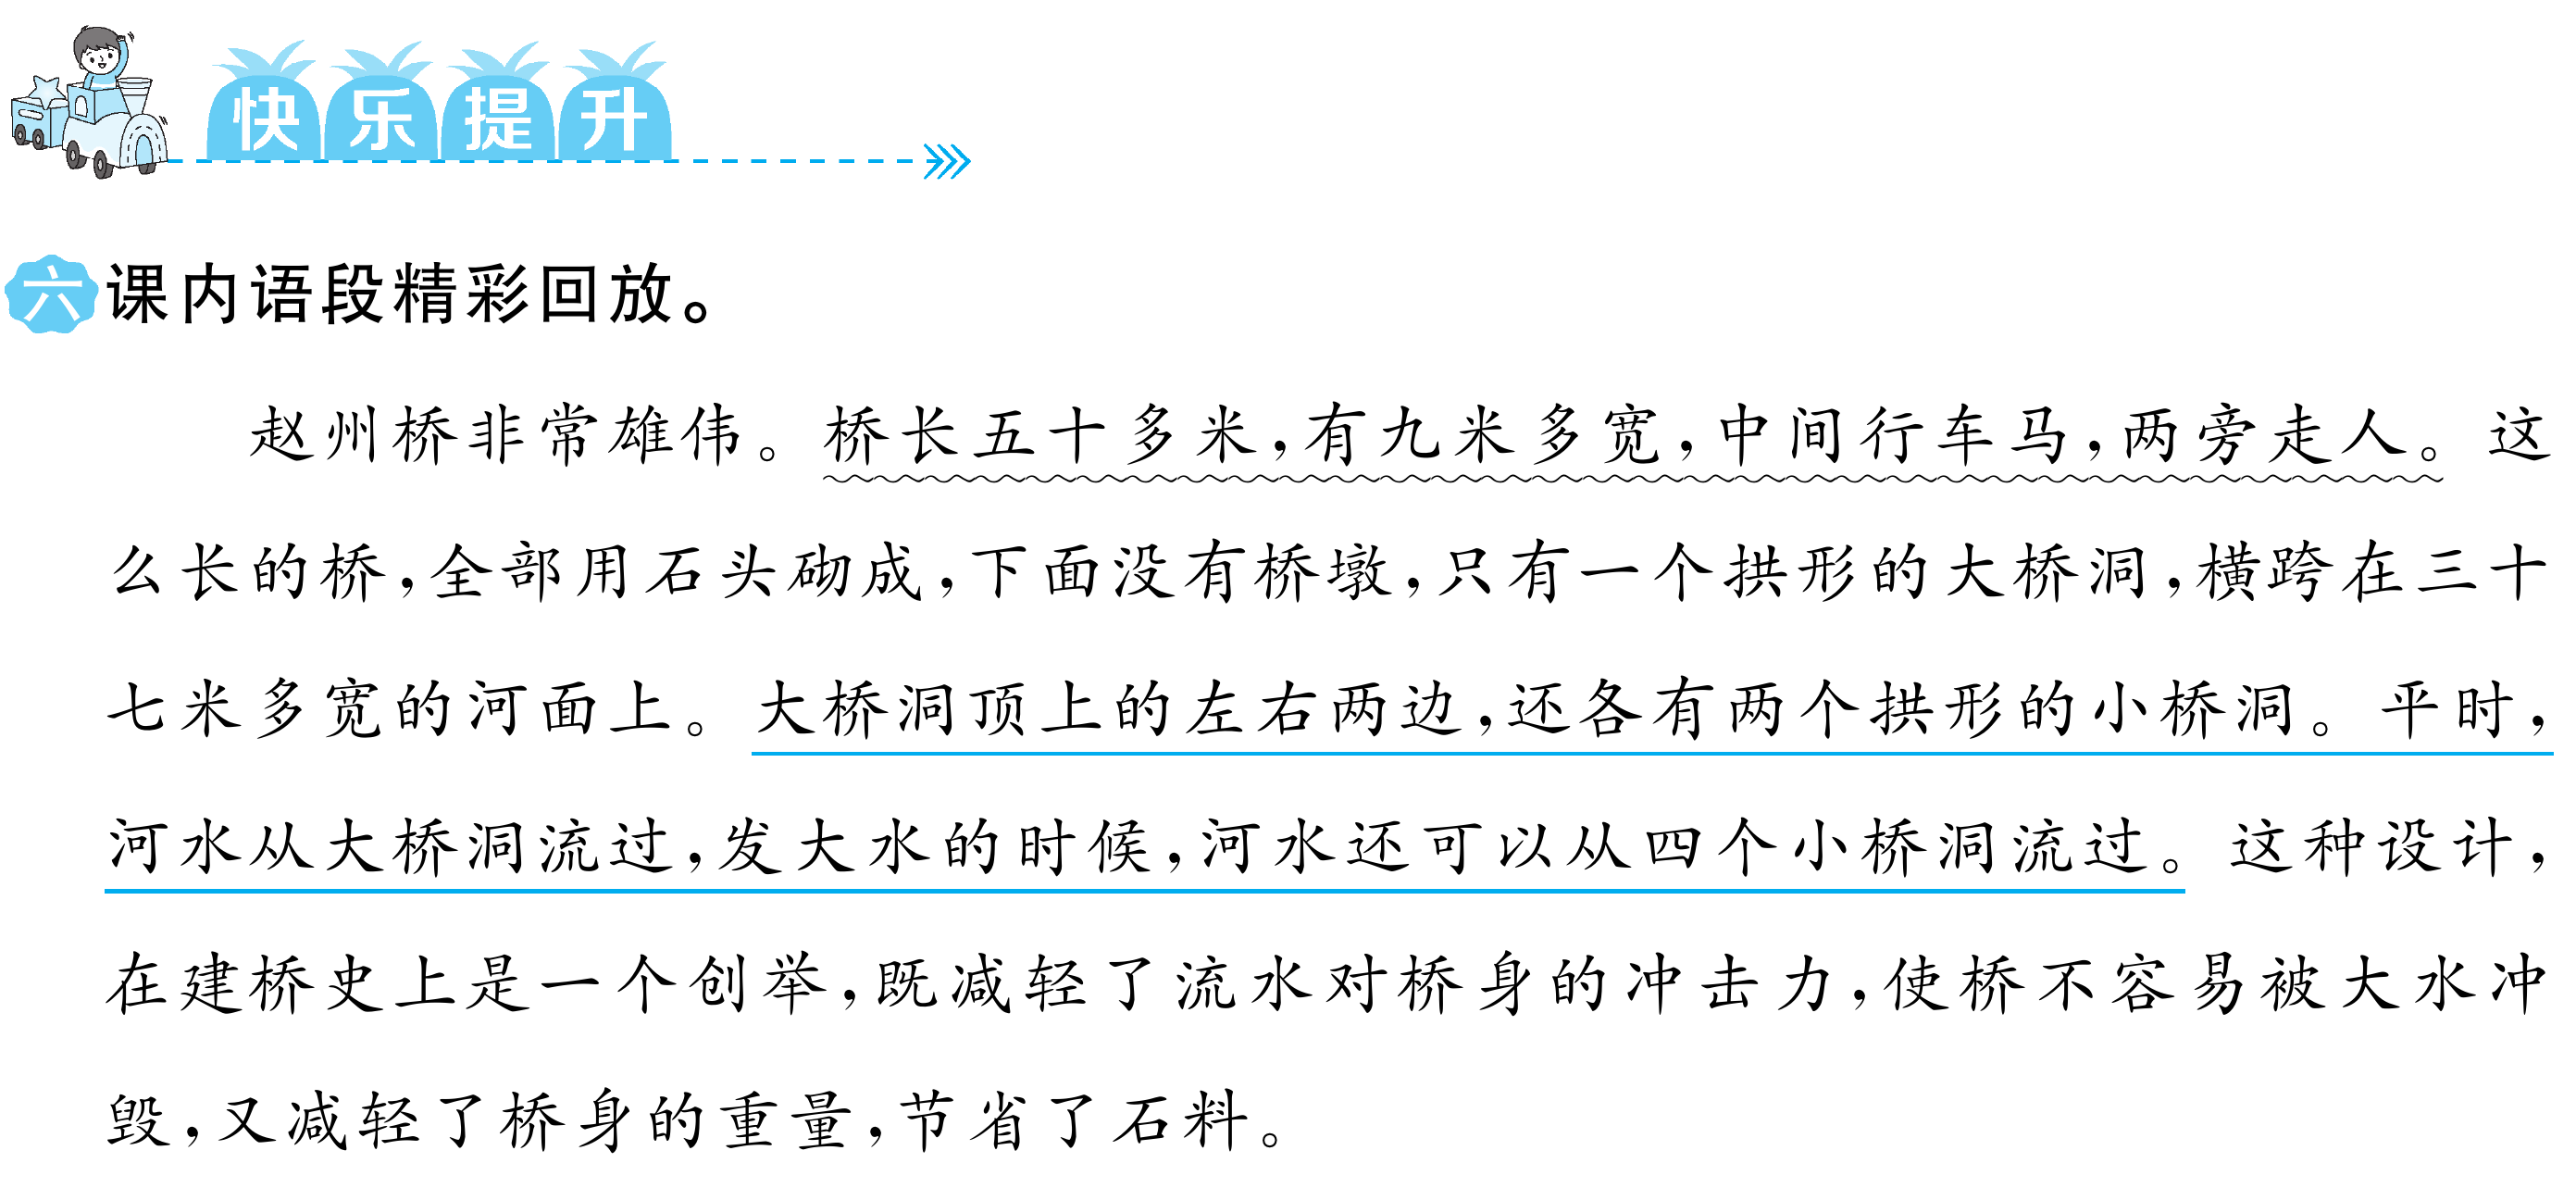 快乐提升
六 课内语段精彩回放。
赵州桥非常雄伟。桥长五十多米,有九米多宽,中间行车马,两旁走人。这
么长的桥,全部用石头砌成,下面没有桥墩,只有一个拱形的大桥洞,横跨在三十
七米多宽的河面上。大桥洞顶上的左右两边,还各有两个拱形的小桥洞。平时,
河水从大桥洞流过,发大水的时候,河水还可以从四个小桥洞流过。这种设计,
在建桥史上是一个创举,既减轻了流水对桥身的冲击力,使桥不容易被大水冲
毁,又减轻了桥身的重量,节省了石料。